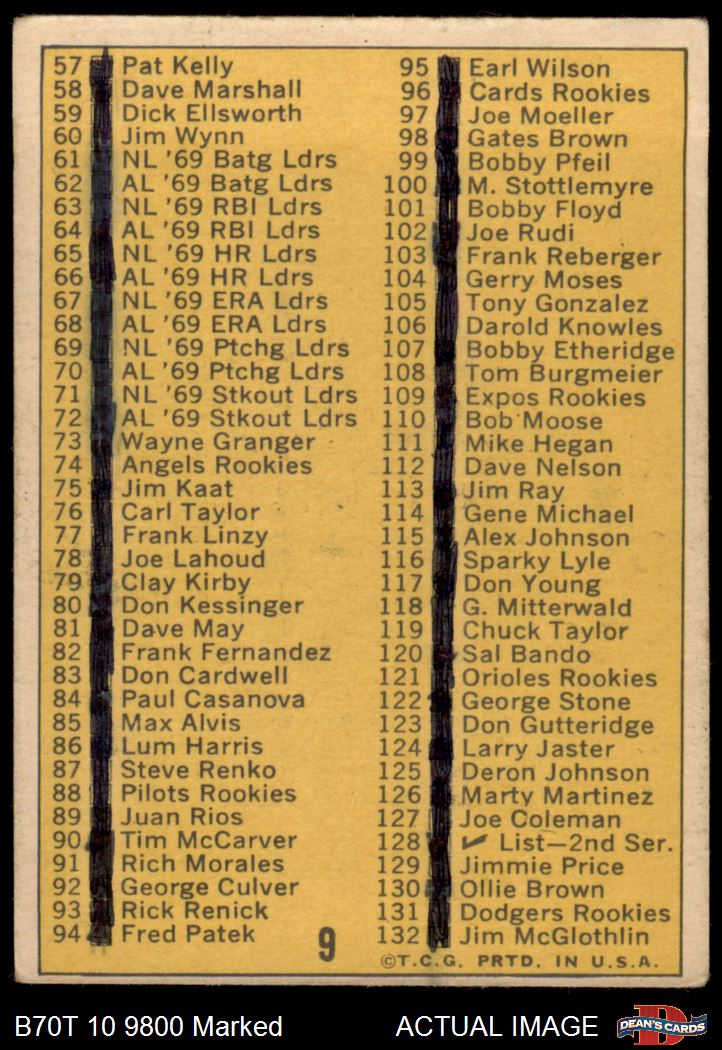 57 Pat Kelly
58 Dave Marshall
59 Dick Ellsworth
60 Jim Wynn
61 NL '69 Batg Ldrs
62 AL '69 Batg Ldrs
63 NL '69 RBI Ldrs
64 AL '69 RBI Ldrs
65 NL '69 HR Ldrs
66 AL '69 HR Ldrs
67 NL '69 ERA Ldrs
68 AL '69 ERA Ldrs
69 NL '69 Ptchg Ldrs
70 AL '69 Ptchg Ldrs
71 NL '69 Stkout Ldrs
72 AL '69 Stkout Ldrs
73 Wayne Granger
74 Angels Rookies
75 Jim Kaat
76 Carl Taylor
77 Frank Linzy
78 Joe Lahoud
79 Clay Kirby
80 Don Kessinger
81 Dave May
82 Frank Fernandez
83 Don Cardwell
84 Paul Casanova
85 Max Alvis
86 Lum Harris
87 Steve Renko
88 Pilots Rookies
89 Juan Rios
90 Tim McCarver
91 Rich Morales
92 George Culver
93 Rick Renick
94 Fred Patek
95 Earl Wilson
96 Cards Rookies
97 Joe Moeller
98 Gates Brown
99 Bobby Pfeil
100 M. Stottlemyre
101 Bobby Floyd
102 Joe Rudi
103 Frank Reberger
104 Gerry Moses
105 Tony Gonzalez
106 Darold Knowles
107 Bobby Etheridge
108 Tom Burgmeier
109 Expos Rookies
110 Bob Moose
111 Mike Hegan
112 Dave Nelson
113 Jim Ray
114 Gene Michael
115 Alex Johnson
116 Sparky Lyle
117 Don Young
118 G. Mitterwald
119 Chuck Taylor
120 Sal Bando
121 Orioles Rookies
122 George Stone
123 Don Gutteridge
124 Larry Jaster
125 Deron Johnson
126 Marty Martinez
127 Joe Coleman
128 ✓ List—2nd Ser.
129 Jimmie Price
130 Ollie Brown
131 Dodgers Rookies
132 Jim McGlothlin
9
©T.C.G. PRTD. IN U.S.A.
B70T 10 9800 Marked
ACTUAL IMAGE
D
DEAN'S CARDS